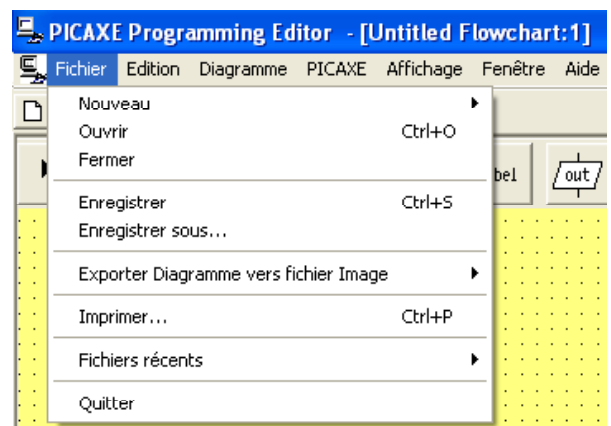 PICAXE Programming Editor - [Untitled Flowchart:1]
Fichier Edition Diagramme PICAXE Affichage Fenêtre Aide
Nouveau
Ouvrir Ctrl+O
Fermer
bel out
Enregistrer Ctrl+S
Enregistrer sous...
Exporter Diagramme vers fichier Image
Imprimer... Ctrl+P
Fichiers récents
Quitter